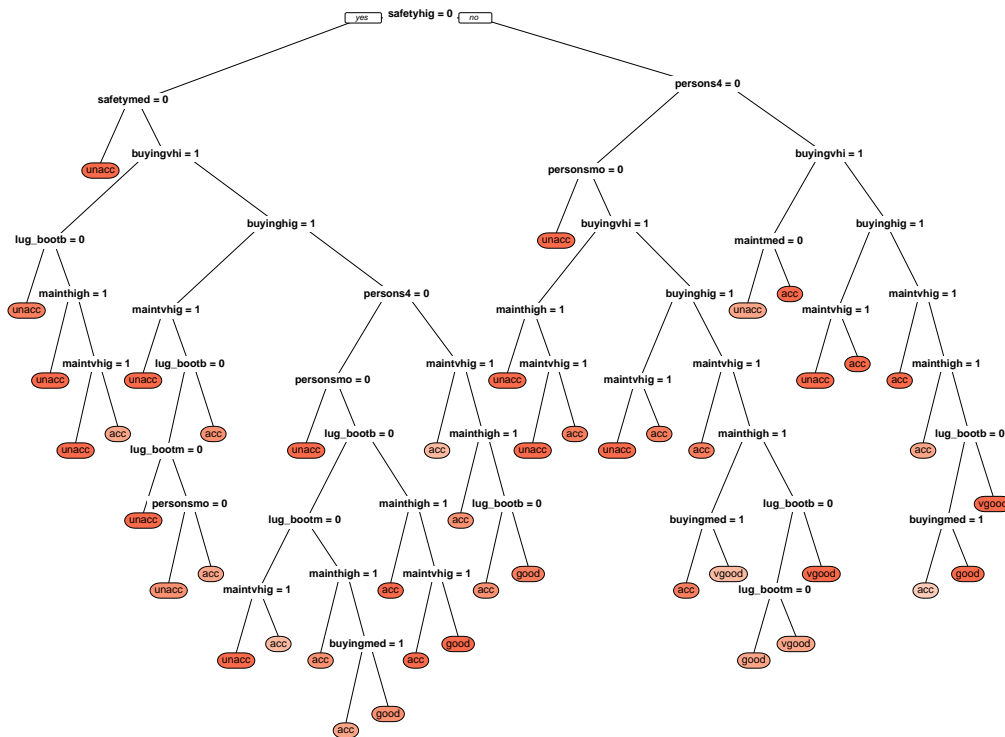 yes safetyhig = 0 no
persons4 = 0
safetymed = 0
unacc
buyingvhi = 1
buyingvhi = 1
personsmo = 0
unacc
buyinghig = 1
buyingvhi = 1
buyinghig = 1
lug_bootb = 0
maintmed = 0
unacc
mainthigh = 1
persons4 = 0
buyinghig = 1
maintvhig = 1
acc
unacc
maintvhig = 1
mainthigh = 1
maintvhig = 1
unacc
maintvhig = 1
lug_bootb = 0
maintvhig = 1
maintvhig = 1
maintvhig = 1
acc
mainthigh = 1
unacc
unacc
personsmo = 0
unacc
maintvhig = 1
unacc
acc
acc
acc
acc
lug_bootb = 0
mainthigh = 1
acc
acc
mainthigh = 1
lug_bootb = 0
unacc
lug_bootm = 0
unacc
acc
unacc
unacc
acc
acc
personsmo = 0
mainthigh = 1
lug_bootb = 0
lug_bootb = 0
vgood
unacc
lug_bootm = 0
acc
buyingmed = 1
buyingmed = 1
acc
mainthigh = 1
maintvhig = 1
good
vgood
vgood
good
unacc
maintvhig = 1
acc
acc
acc
lug_bootm = 0
acc
acc
buyingmed = 1
good
vgood
unacc
acc
acc
good
good
acc